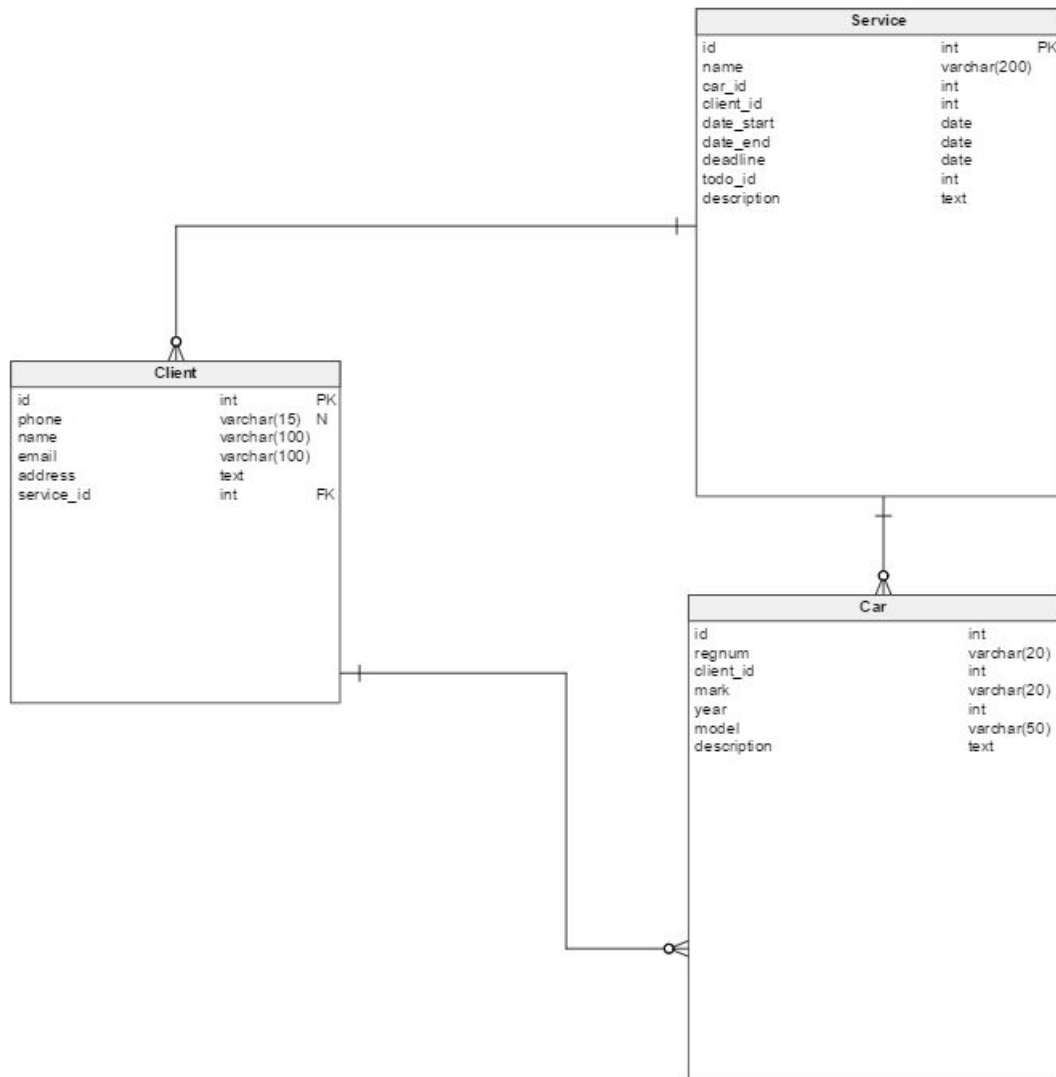 Service
id int PK
name varchar(200)
car_id int
client_id int
date_start date
date_end date
deadline date
todo_id int
description text
Client
id int PK
phone varchar(15) N
name varchar(100)
email varchar(100)
address text
service_id int FK
Car
id int
regnum varchar(20)
client_id int
mark varchar(20)
year int
model varchar(50)
description text